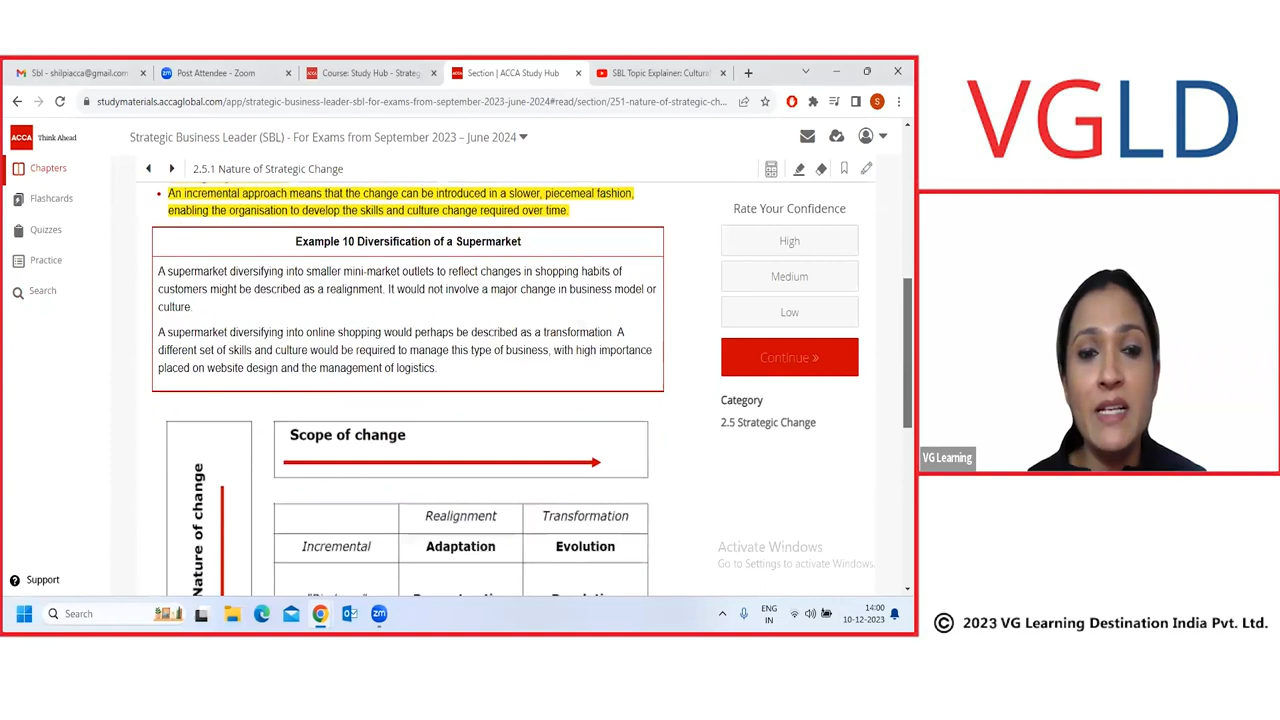 Sbl - shilpiacca@gmail.com
Post Attendee - Zoom
Course: Study Hub - Strateg
Section | ACCA Study Hub
SBL Topic Explainer: Cultural
studymaterials.accaglobal.com/app/strategic-business-leader-sbl-for-exams-from-september-2023-june-2024#read/section/251-nature-of-strategic-ch...
S
ACCA
Think Ahead
Strategic Business Leader (SBL) - For Exams from September 2023 – June 2024
Chapters
Flashcards
Quizzes
Practice
Search
Support
2.5.1 Nature of Strategic Change
An incremental approach means that the change can be introduced in a slower, piecemeal fashion,
enabling the organisation to develop the skills and culture change required over time.
Example 10 Diversification of a Supermarket
A supermarket diversifying into smaller mini-market outlets to reflect changes in shopping habits of
customers might be described as a realignment. It would not involve a major change in business model or
culture.
A supermarket diversifying into online shopping would perhaps be described as a transformation. A
different set of skills and culture would be required to manage this type of business, with high importance
placed on website design and the management of logistics.
Scope of change
Nature of change
Realignment Transformation
Incremental Adaptation Evolution
Rate Your Confidence
High
Medium
Low
Continue »
Category
2.5 Strategic Change
Activate Windows
Go to Settings to activate Windows.
Search
ENG
IN
14:00
10-12-2023
VGLD
VG Learning
© 2023 VG Learning Destination India Pvt. Ltd.